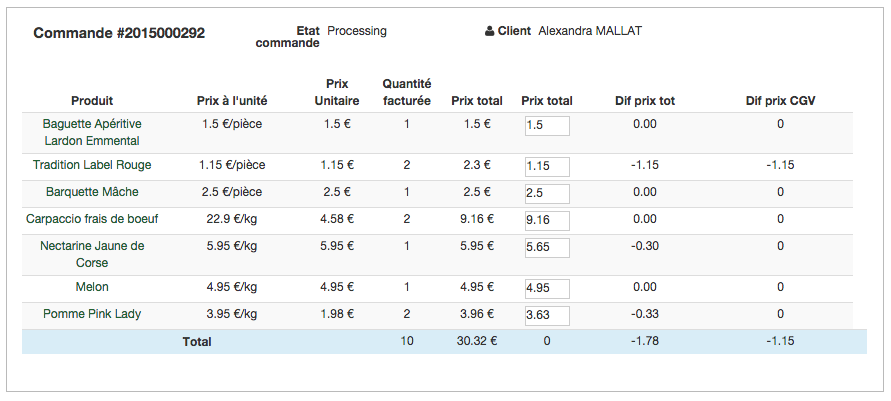 Commande #2015000292 Etat commande Processing Client Alexandra MALLAT
Produit Prix à l'unité Prix Unitaire Quantité facturée Prix total Prix total Dif prix tot Dif prix CGV
Baguette Apéritive Lardon Emmental 1.5 €/pièce 1.5 € 1 1.5 € 1.5 0.00 0
Tradition Label Rouge 1.15 €/pièce 1.15 € 2 2.3 € 1.15 -1.15 -1.15
Barquette Mâche 2.5 €/pièce 2.5 € 1 2.5 € 2.5 0.00 0
Carpaccio frais de boeuf 22.9 €/kg 4.58 € 2 9.16 € 9.16 0.00 0
Nectarine Jaune de Corse 5.95 €/kg 5.95 € 1 5.95 € 5.65 -0.30 0
Melon 4.95 €/kg 4.95 € 1 4.95 € 4.95 0.00 0
Pomme Pink Lady 3.95 €/kg 1.98 € 2 3.96 € 3.63 -0.33 0
Total 10 30.32 € 0 -1.78 -1.15